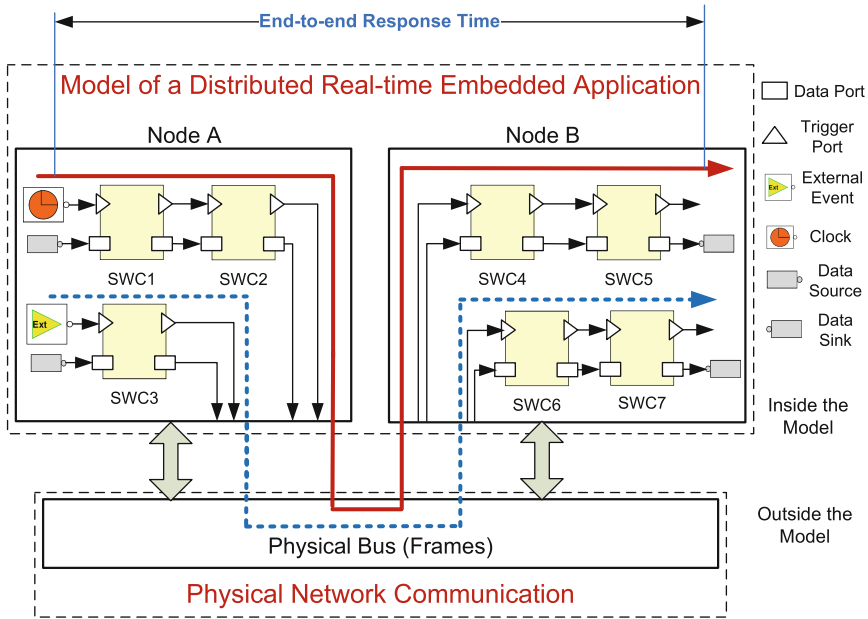 End-to-end Response Time
Model of a Distributed Real-time Embedded Application
Node A
Node B
Data Port
Trigger
Port
Ext
External
Event
Clock
Data
Source
Data
Sink
SWC1
SWC2
SWC4
SWC5
Ext
SWC3
SWC6
SWC7
Inside the
Model
Outside the
Model
Physical Bus (Frames)
Physical Network Communication